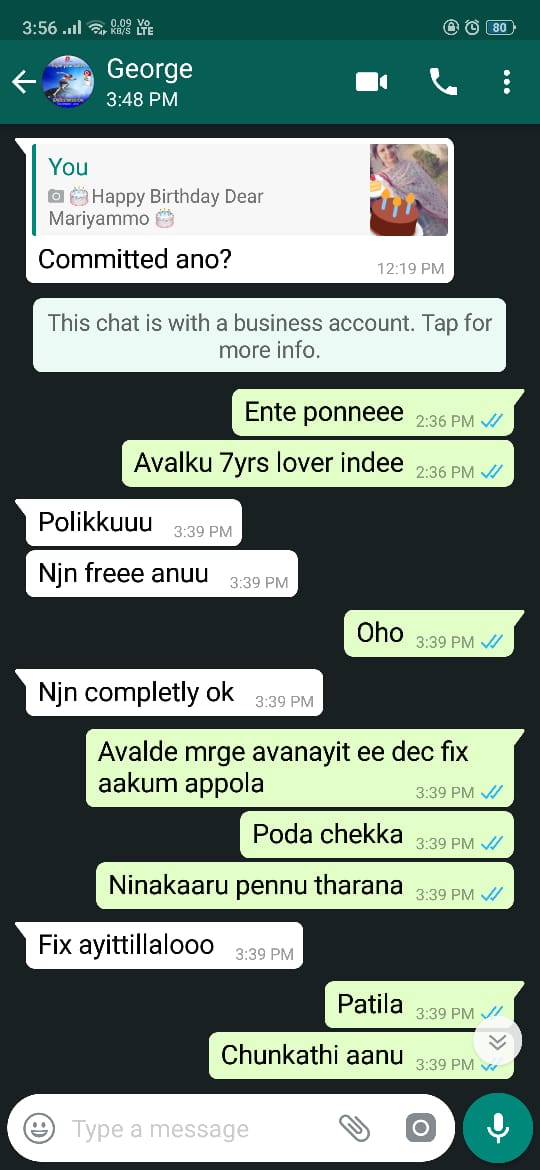 3:56 0.09 KB/S Vo LTE 80
George
3:48 PM
You
🎂Happy Birthday Dear
Mariyammo🎂
Committed ano? 12:19 PM
This chat is with a business account. Tap for
more info.
Ente ponneee 2:36 PM
Avalku 7yrs lover indee 2:36 PM
Polikkuuu 3:39 PM
Njn freee anuu 3:39 PM
Oho 3:39 PM
Njn completly ok 3:39 PM
Avalde mrge avanayit ee dec fix
aakum appola 3:39 PM
Poda chekka 3:39 PM
Ninakaaru pennu tharana 3:39 PM
Fix ayittillalooo 3:39 PM
Patila 3:39 PM
Chunkathi aanu 3:39 PM
Type a message